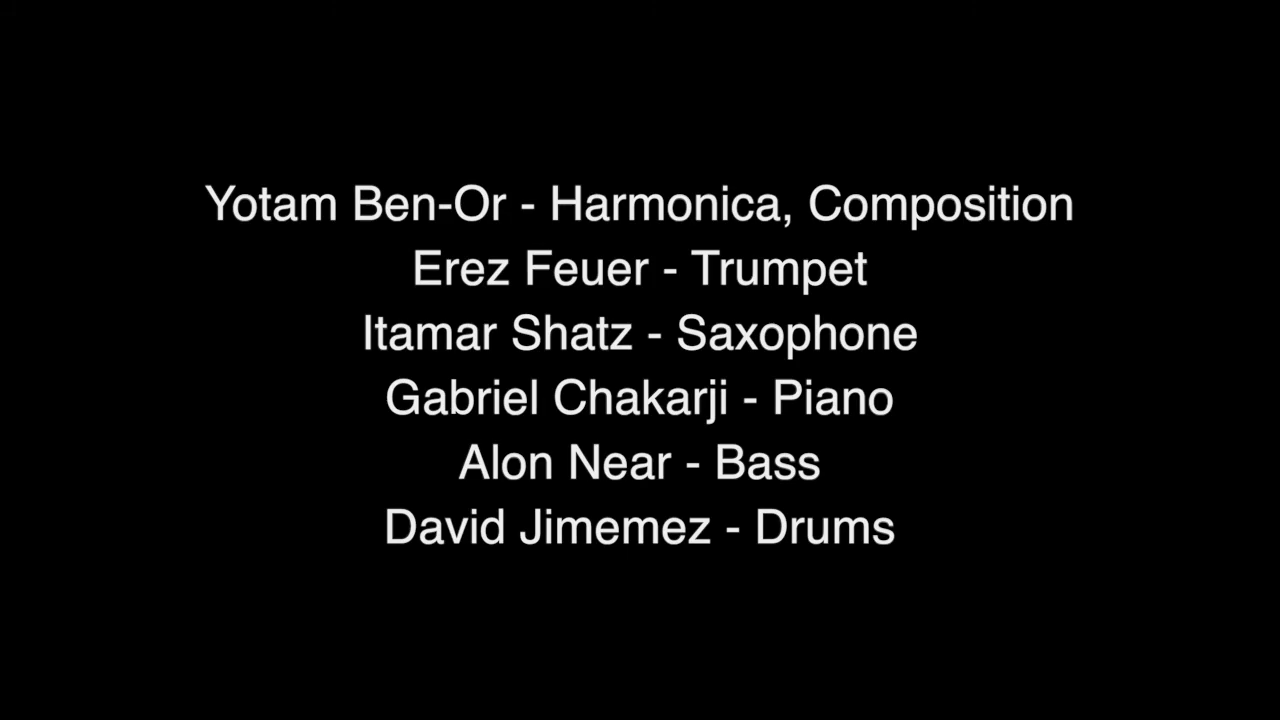 Yotam Ben-Or - Harmonica, Composition
Erez Feuer - Trumpet
Itamar Shatz - Saxophone
Gabriel Chakarji - Piano
Alon Near - Bass
David Jimemez - Drums